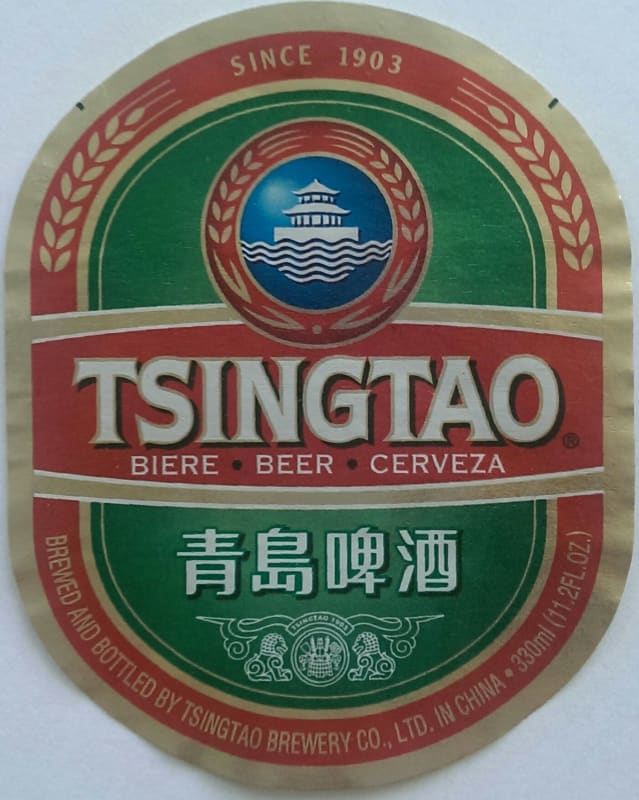 SINCE 1903
TSINGTAO®
BIERE • BEER • CERVEZA
青島啤酒
TSINGTAO 1903
BREWED AND BOTTLED BY TSINGTAO BREWERY CO., LTD. IN CHINA • 330ml (11.2FL.OZ.)